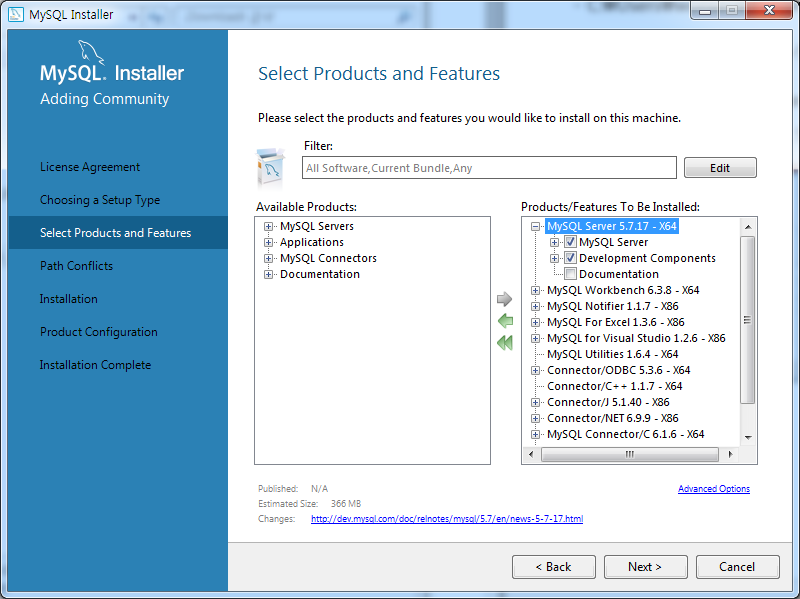 MySQL Installer
MySQL. Installer
Adding Community
License Agreement
Choosing a Setup Type
Select Products and Features
Path Conflicts
Installation
Product Configuration
Installation Complete
Select Products and Features
Please select the products and features you would like to install on this machine.
Filter:
All Software,Current Bundle,Any
Edit
Available Products:
MySQL Servers
Applications
MySQL Connectors
Documentation
Products/Features To Be Installed:
MySQL Server 5.7.17 - X64
MySQL Server
Development Components
Documentation
MySQL Workbench 6.3.8 - X64
MySQL Notifier 1.1.7 - X86
MySQL For Excel 1.3.6 - X86
MySQL for Visual Studio 1.2.6 - X86
MySQL Utilities 1.6.4 - X64
Connector/ODBC 5.3.6 - X64
Connector/C++ 1.1.7 - X64
Connector/J 5.1.40 - X86
Connector/NET 6.9.9 - X86
MySQL Connector/C 6.1.6 - X64
Published: N/A
Estimated Size: 366 MB
Changes: http://dev.mysql.com/doc/relnotes/mysql/5.7/en/news-5-7-17.html
Advanced Options
< Back
Next >
Cancel